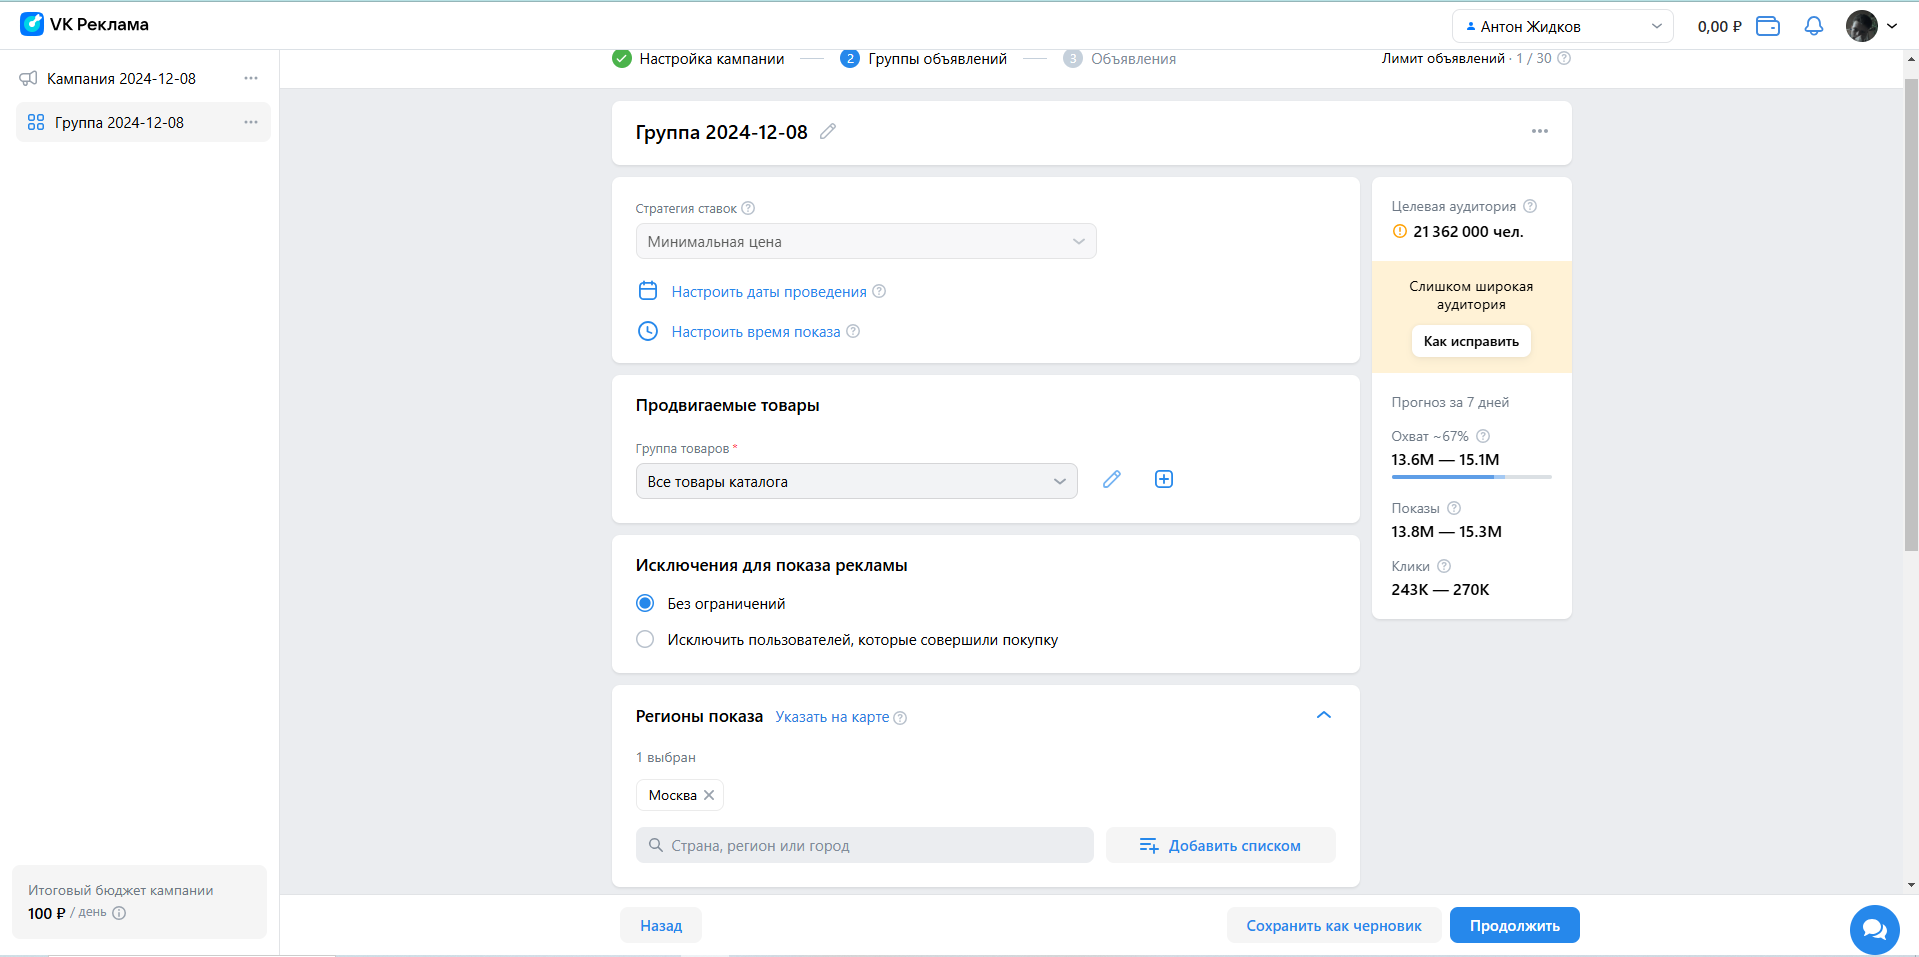 VK Реклама
Антон Жидков
0,00 ₽
Кампания 2024-12-08
Группа 2024-12-08
Настройка кампании
2 Группы объявлений
3 Объявления
Лимит объявлений · 1 / 30
Группа 2024-12-08
Стратегия ставок
Минимальная цена
Настроить даты проведения
Настроить время показа
Целевая аудитория
21 362 000 чел.
Слишком широкая
аудитория
Как исправить
Прогноз за 7 дней
Охват ~67%
13.6M — 15.1M
Показы
13.8M — 15.3M
Клики
243K — 270K
Продвигаемые товары
Группа товаров *
Все товары каталога
Исключения для показа рекламы
Без ограничений
Исключить пользователей, которые совершили покупку
Регионы показа Указать на карте
1 выбран
Москва
Страна, регион или город
Добавить списком
Итоговый бюджет кампании
100 ₽ / день
Назад
Сохранить как черновик
Продолжить